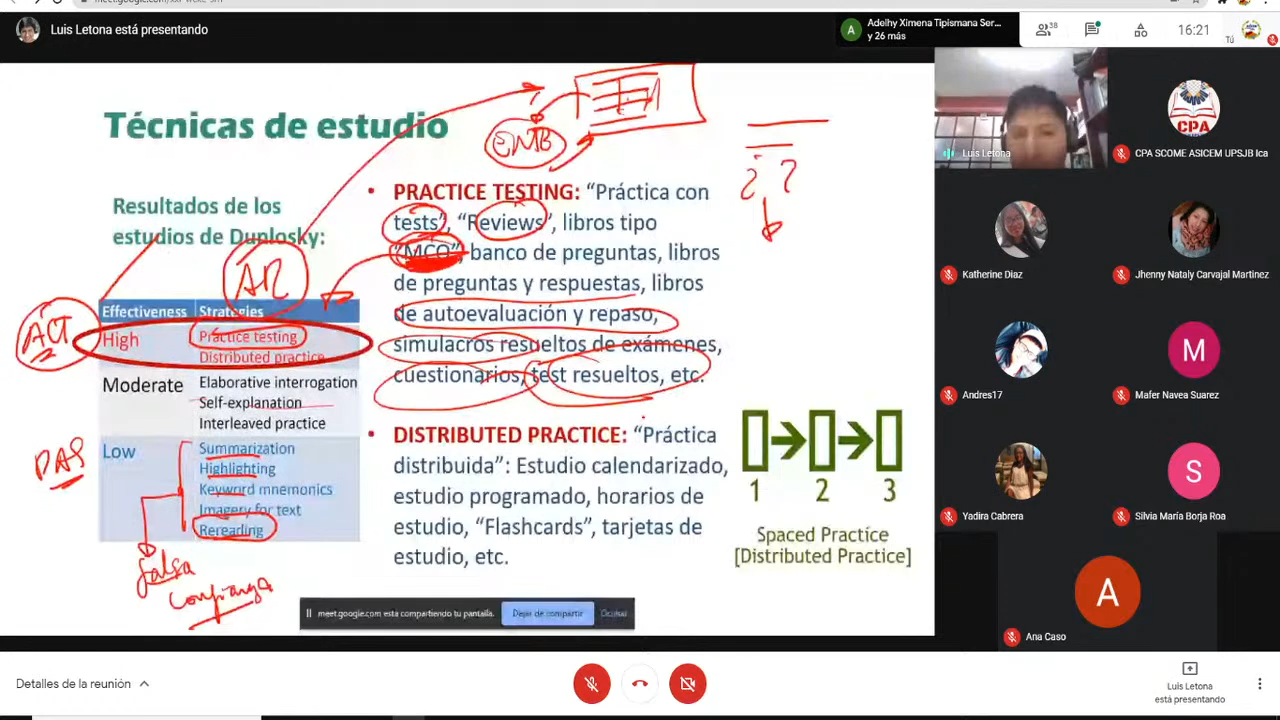 Luis Letona está presentando
Adelhy Ximena Tipismana Ser...
y 26 más
38
16:21
Tú
Técnicas de estudio
ENTB
Resultados de los
estudios de Duplosky:
AR
ACT
Effectiveness Strategies
High
Practice testing
Distributed practice
Moderate
Elaborative interrogation
Self-explanation
Interleaved practice
Low
Summarization
Highlighting
Keyword mnemonics
Imagery for text
Rereading
PAS
falsa
confianza
• PRACTICE TESTING: “Práctica con
tests”, “Reviews”, libros tipo
“MCQ”, banco de preguntas, libros
de preguntas y respuestas, libros
de autoevaluación y repaso,
simulacros resueltos de exámenes,
cuestionarios, test resueltos, etc.
• DISTRIBUTED PRACTICE: “Práctica
distribuida”: Estudio calendarizado,
estudio programado, horarios de
estudio, “Flashcards”, tarjetas de
estudio, etc.
¿ ?
1 2 3
Spaced Practice
[Distributed Practice]
meet.google.com esta compartiendo tu pantalla.
Dejar de compartir
Ocultar
Luis Letona
CPA
CPA SCOME ASICEM UPSJB Ica
Katherine Diaz
Jhenny Nataly Carvajal Martinez
Andres17
M
Mafer Navea Suarez
Yadira Cabrera
S
Silvia María Borja Roa
A
Ana Caso
Detalles de la reunión
Luis Letona
está presentando